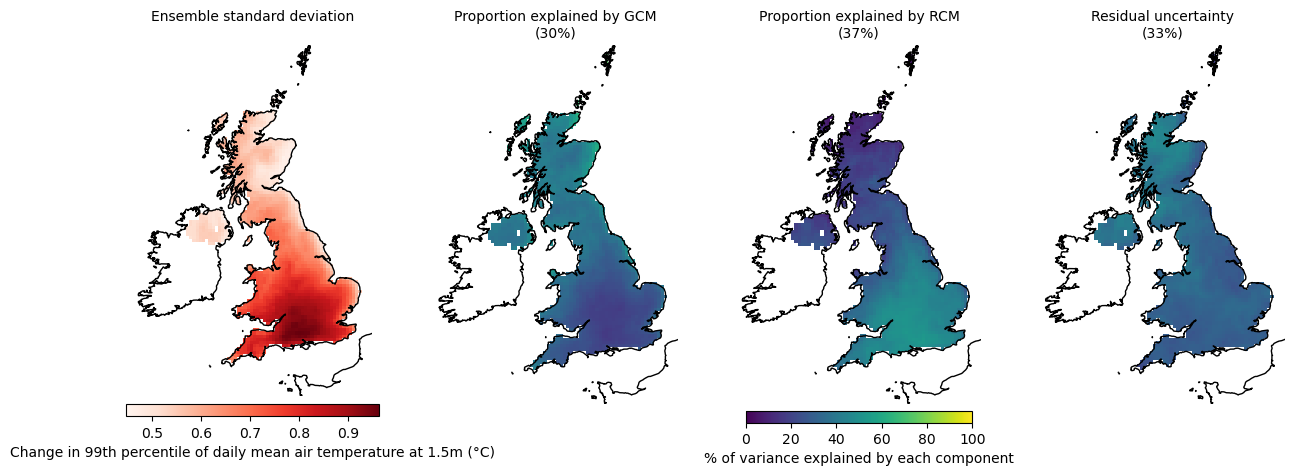 Ensemble standard deviation
Proportion explained by GCM
(30%)
Proportion explained by RCM
(37%)
Residual uncertainty
(33%)
0.5 0.6 0.7 0.8 0.9
Change in 99th percentile of daily mean air temperature at 1.5m (°C)
0 20 40 60 80 100
% of variance explained by each component